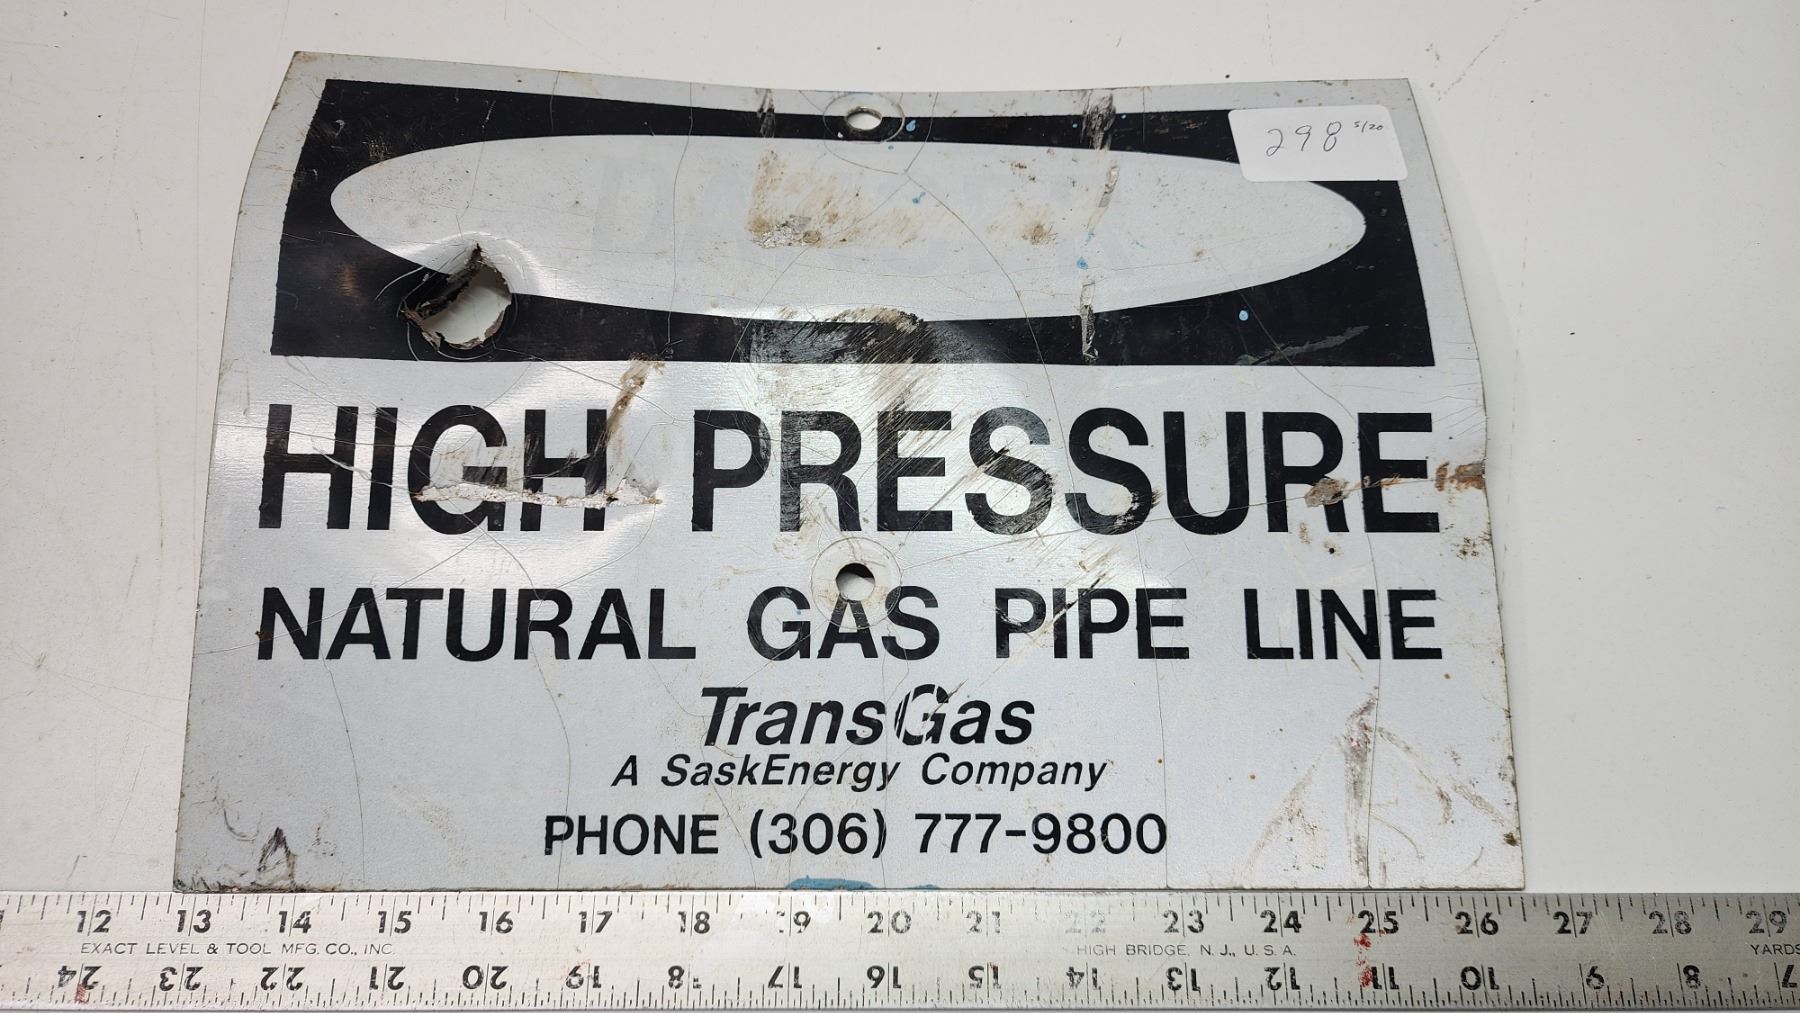 298 5/20
DANGER
HIGH PRESSURE
NATURAL GAS PIPE LINE
TransGas
A SaskEnergy Company
PHONE (306) 777-9800
12 13 14 15 16 17 18 19 20 21 22 23 24 25 26 27 28 29
EXACT LEVEL & TOOL MFG. CO., INC. HIGH BRIDGE, N. J., U. S. A. YARDS
24 23 22 21 20 19 18 17 16 15 14 13 12 11 10 9 8 7